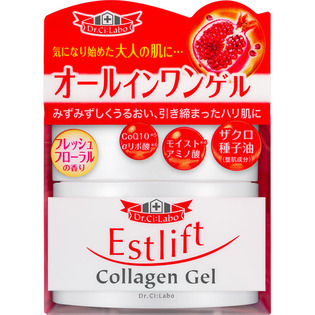 Dr.Ci:Labo
気になり始めた大人の肌に…
オールインワンゲル
みずみずしくうるおい、引き締まったハリ肌に
フレッシュ
フローラル
の香り
CoQ10
αリポ酸
モイスト
アミノ酸
ザクロ
種子油
(整肌成分)
Dr.Ci:Labo
Estlift
Collagen Gel
Dr.Ci:Labo